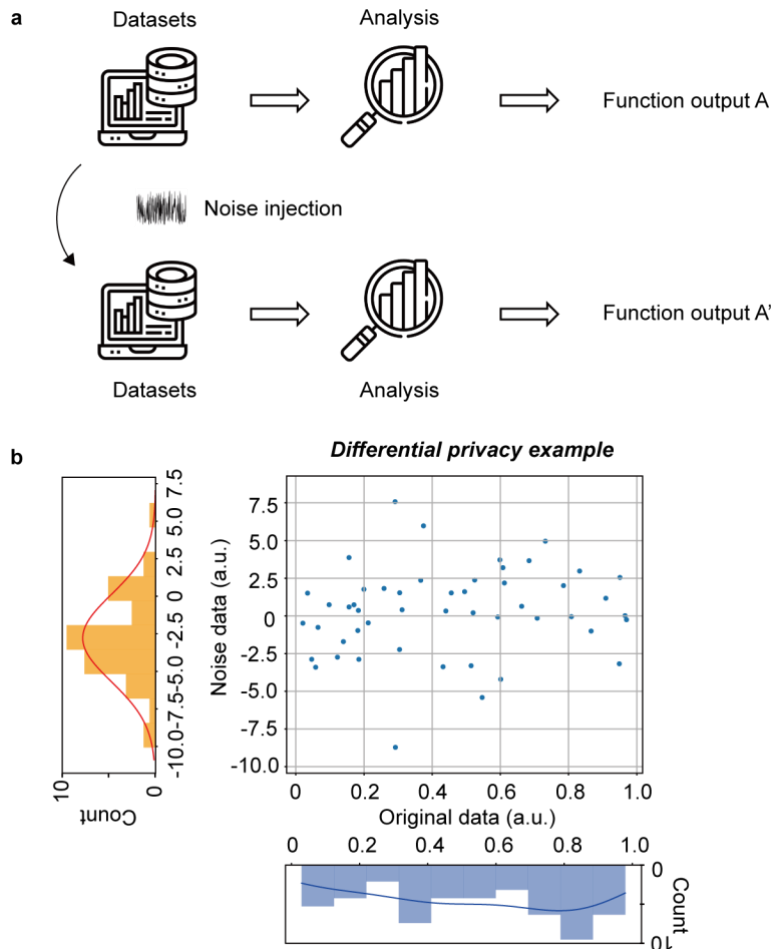 a
Datasets
Analysis
Function output A
Noise injection
Function output A'
Datasets
Analysis
b
Differential privacy example
7.5
5.0
2.5
0
-2.5
-5.0
-7.5
-10.0
10
0
Count
Noise data (a.u.)
7.5
5.0
2.5
0
-2.5
-5.0
-7.5
-10.0
0 0.2 0.4 0.6 0.8 1.0
Original data (a.u.)
0 0.2 0.4 0.6 0.8 1.0
0
10
Count